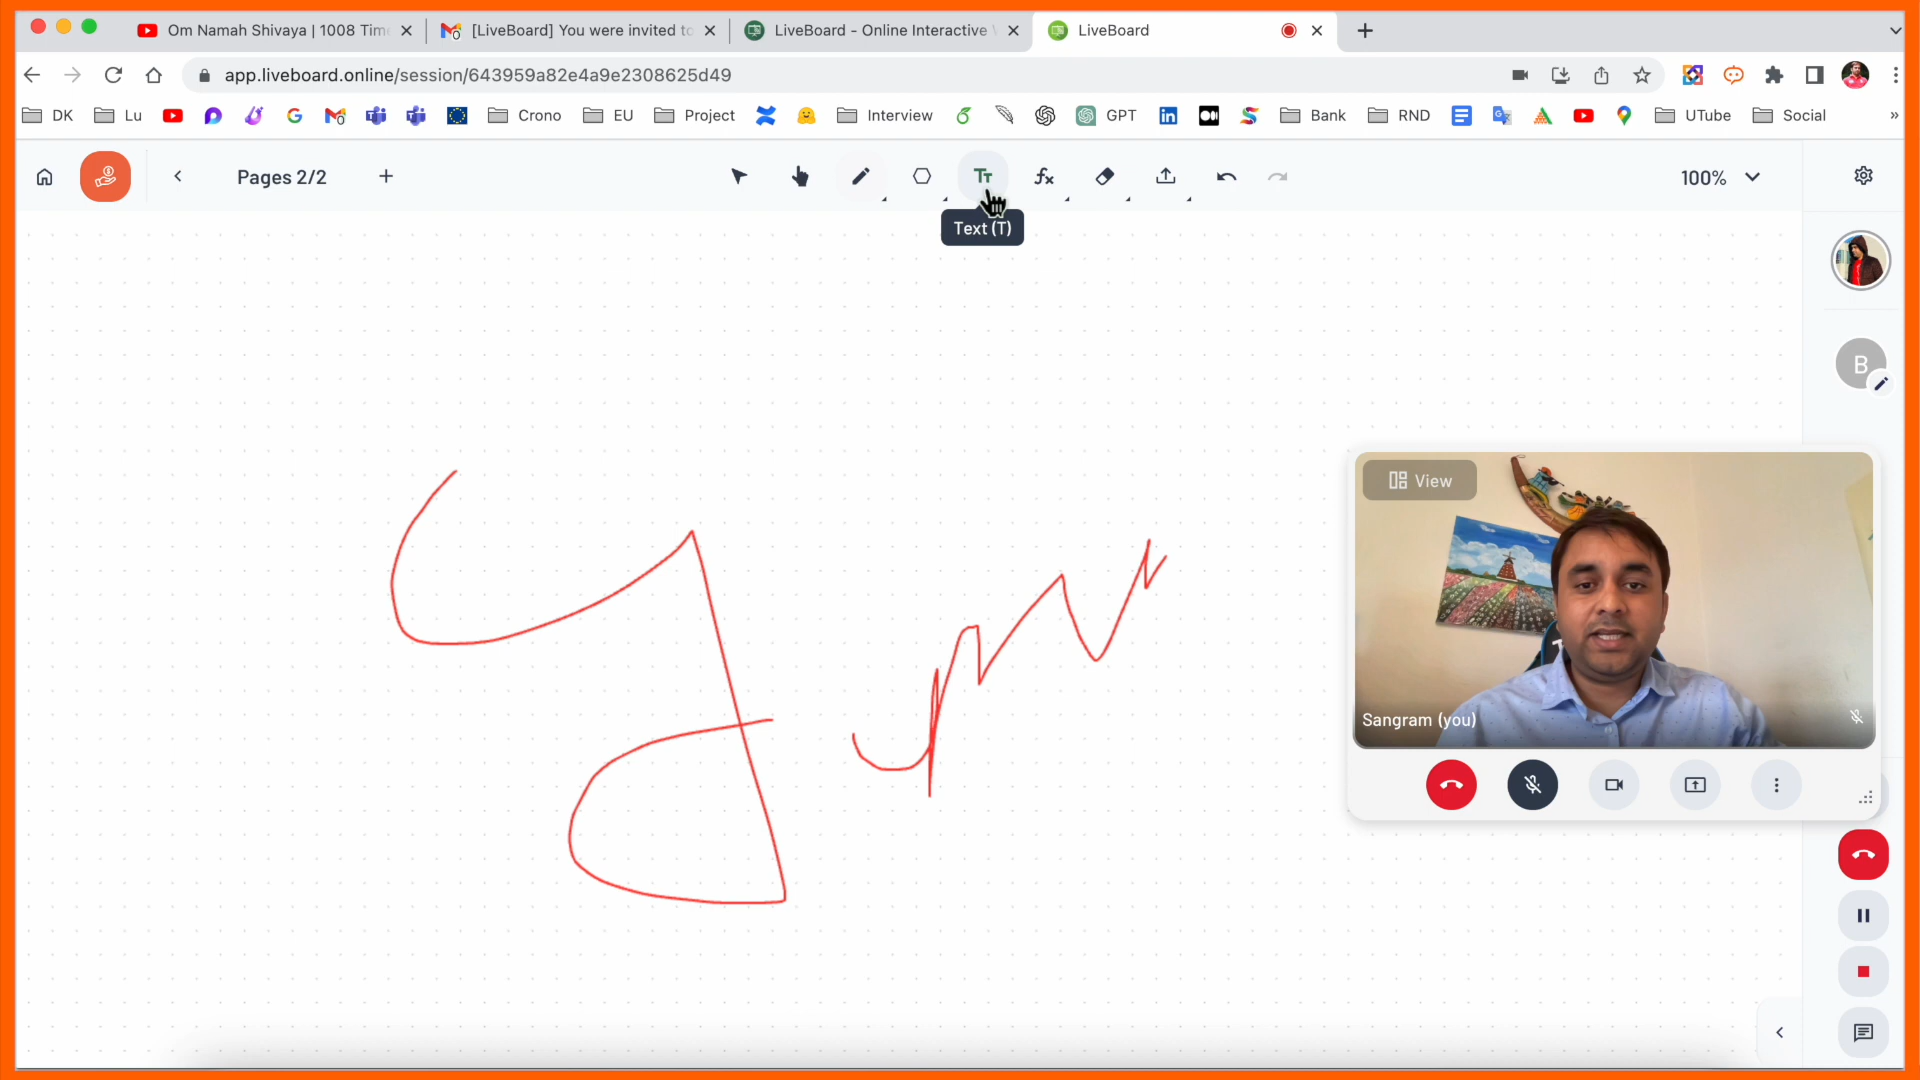 Om Namah Shivaya | 1008 Tim
[LiveBoard] You were invited to
LiveBoard - Online Interactive
LiveBoard
app.liveboard.online/session/643959a82e4a9e2308625d49
DK
Lu
Crono
EU
Project
Interview
GPT
Bank
RND
UTube
Social
»
Pages 2/2
100%
Text (T)
B
View
Sangram (you)